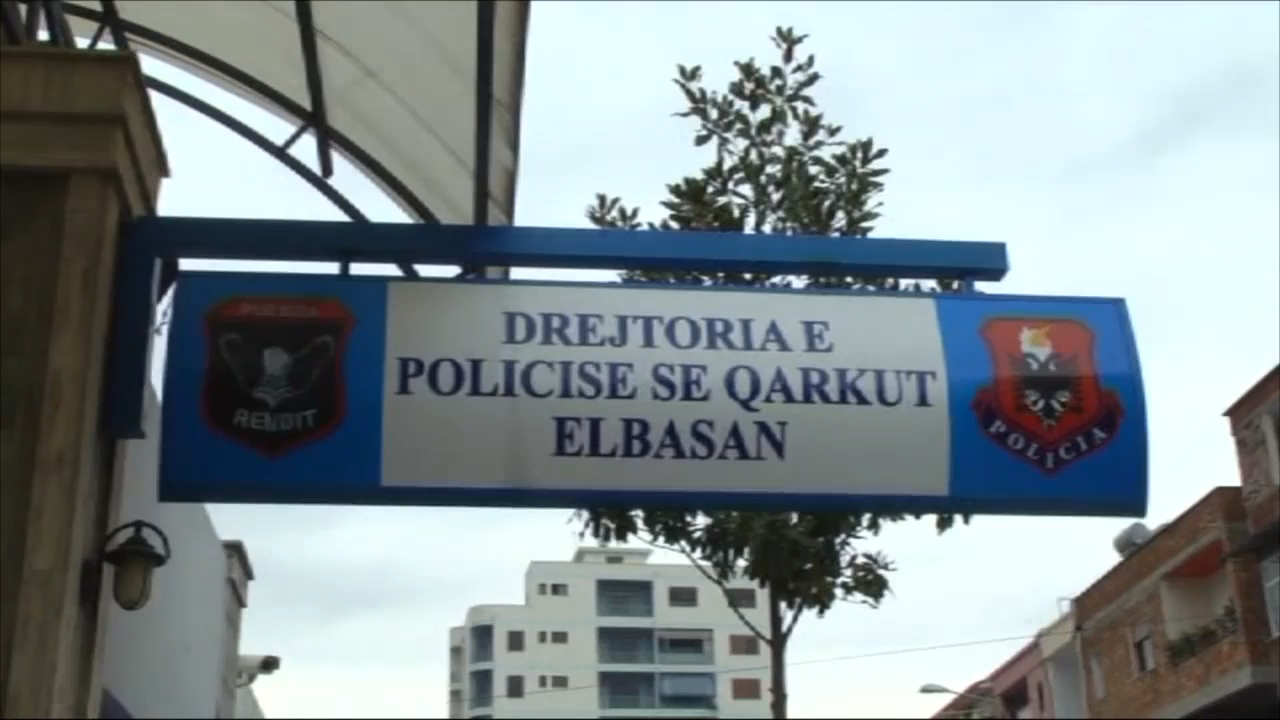 DREJTORIA E
POLICISE SE QARKUT
ELBASAN
POLICIA
RENDIT
POLICIA